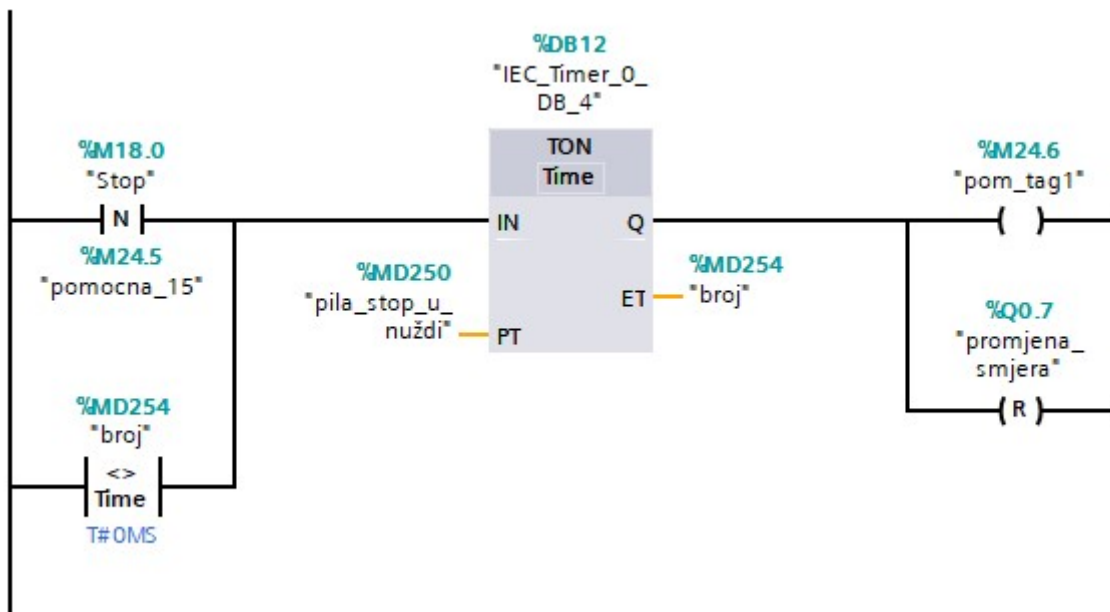 %DB12
"IEC_Timer_0_
DB_4"
TON
Time
%M18.0
"Stop"
N
%M24.5
"pomocna_15"
IN
Q
%MD250
"pila_stop_u_
nuždi"
PT
ET
%MD254
"broj"
%M24.6
"pom_tag1"
%Q0.7
"promjena_
smjera"
R
%MD254
"broj"
<>
Time
T#0MS